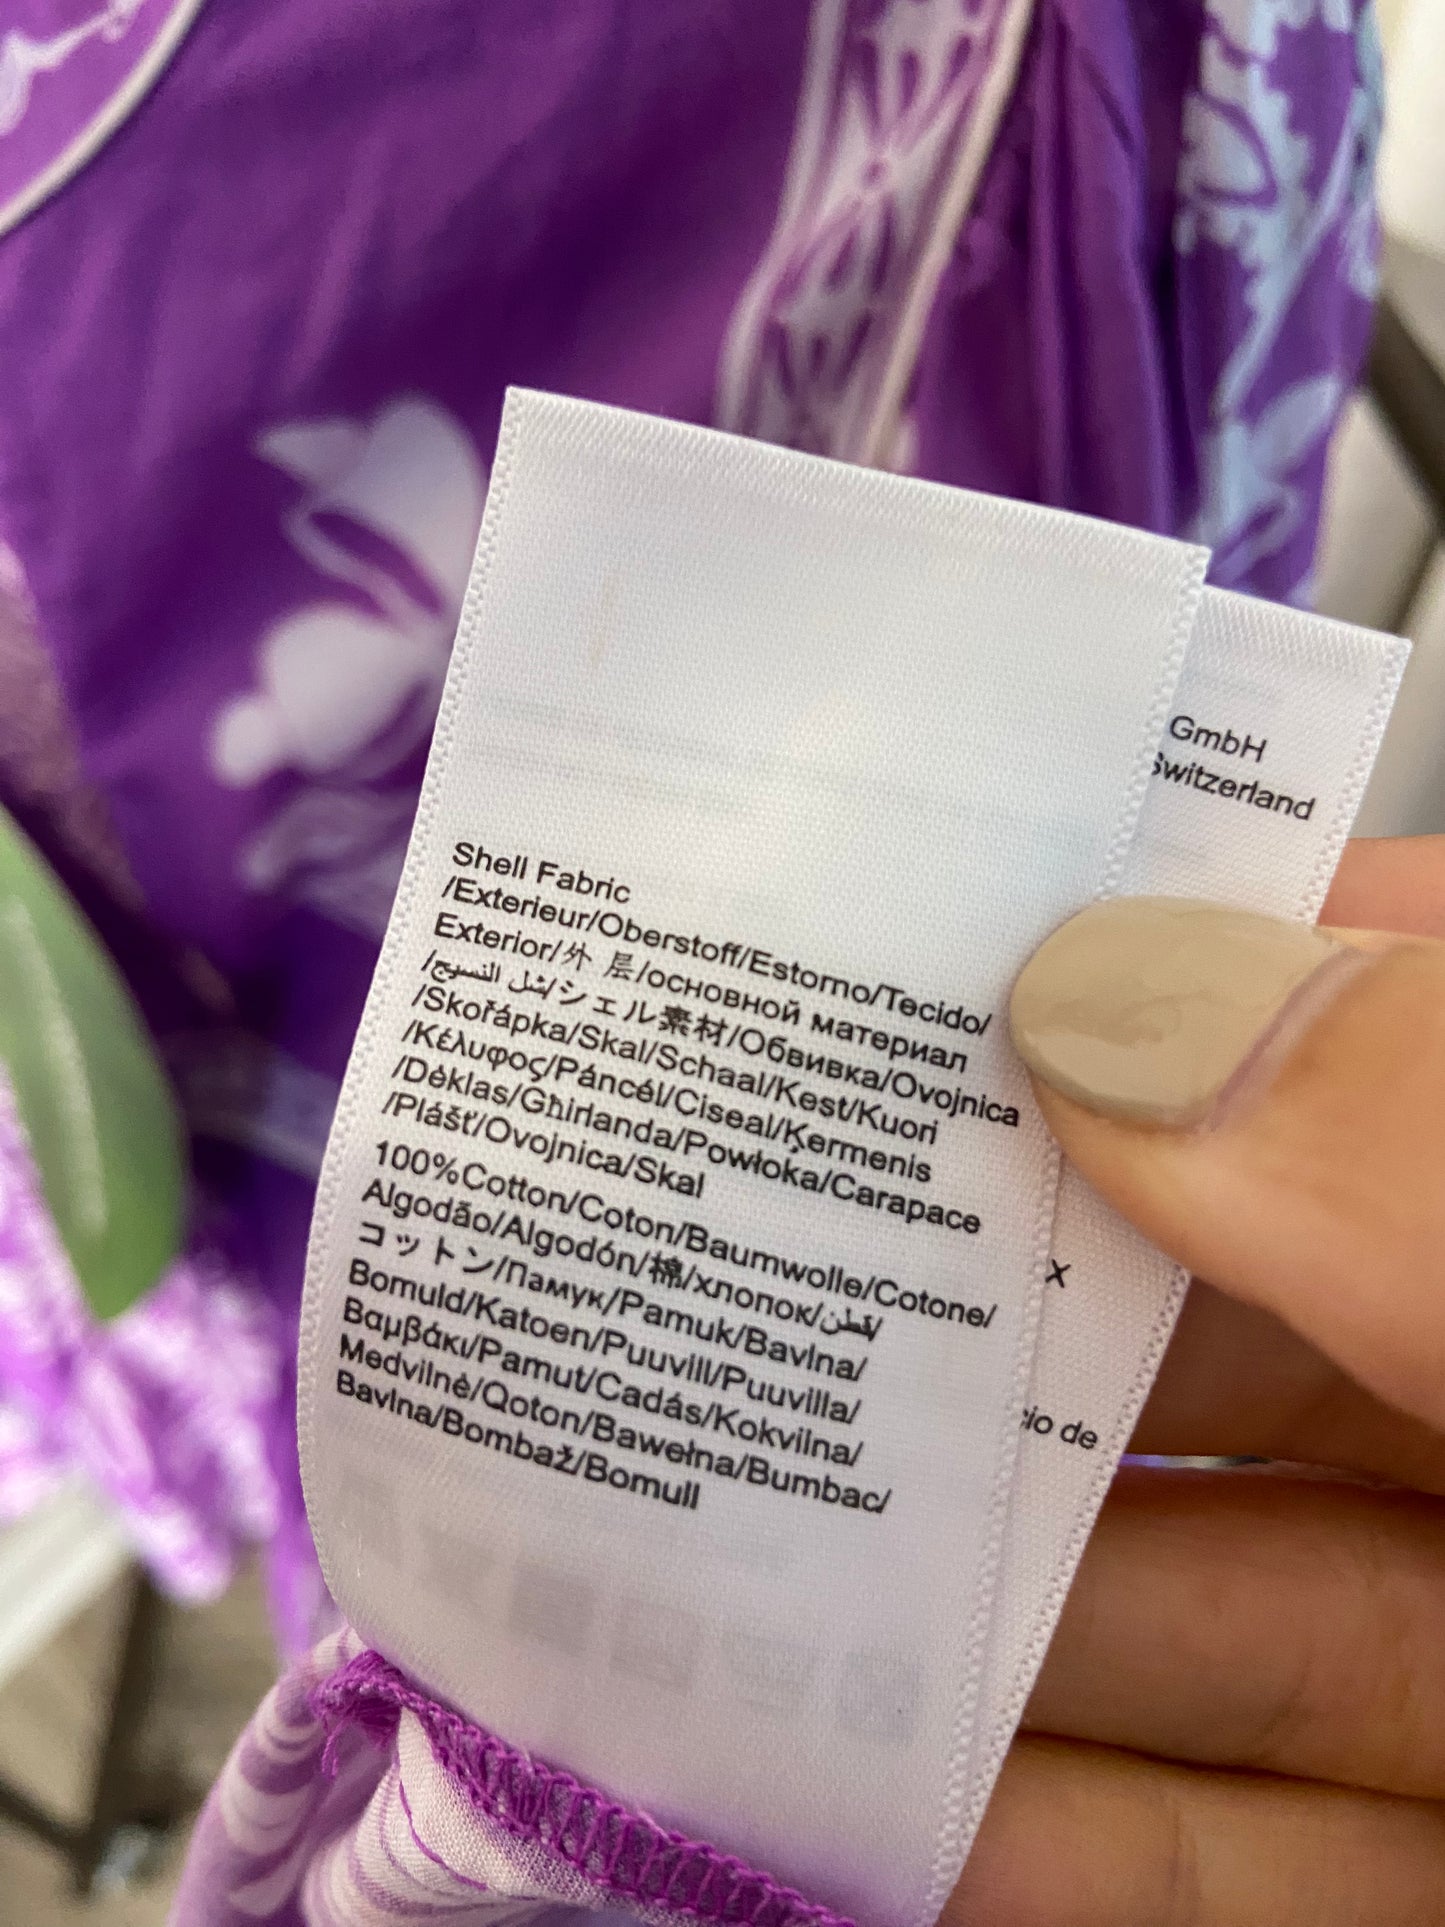 Shell Fabric
/Exterieur/Oberstoff/Estorno/Tecido/
Exterior/外 层/основной материал
/شل النسيج/シェル素材/Обвивка/Ovojnica
/Skořápka/Skal/Schaal/Kest/Kuori
/Κέλυφος/Páncél/Ciseal/Ķermenis
/Dėklas/Għirlanda/Powłoka/Carapace
/Plášť/Ovojnica/Skal
100%Cotton/Coton/Baumwolle/Cotone/
Algodão/Algodón/棉/хлопок/قطن/
コットン/Памук/Pamuk/Bavlna/
Bomuld/Katoen/Puuvill/Puuvilla/
Βαμβάκι/Pamut/Cadás/Kokvilna/
Medvilnė/Qoton/Bawełna/Bumbac/
Bavlna/Bombaž/Bomull
GmbH
Switzerland
x
cio de